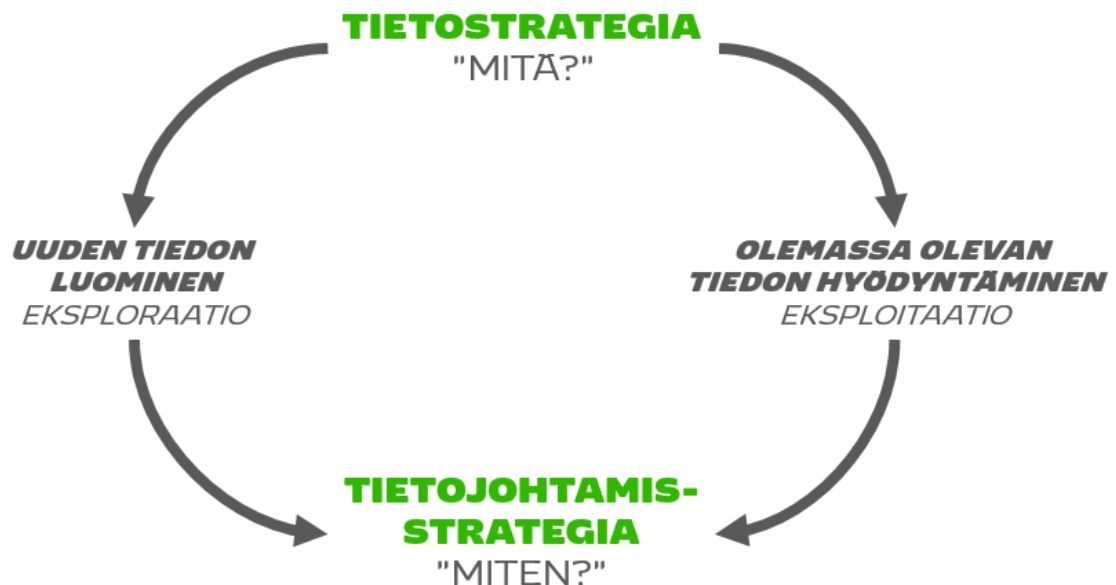 TIETOSTRATEGIA
"MITÄ?"
UUDEN TIEDON
LUOMINEN
EKSPLORAATIO
OLEMASSA OLEVAN
TIEDON HYÖDYNTÄMINEN
EKSPLOITAATIO
TIETOJOHTAMIS-
STRATEGIA
"MITEN?"